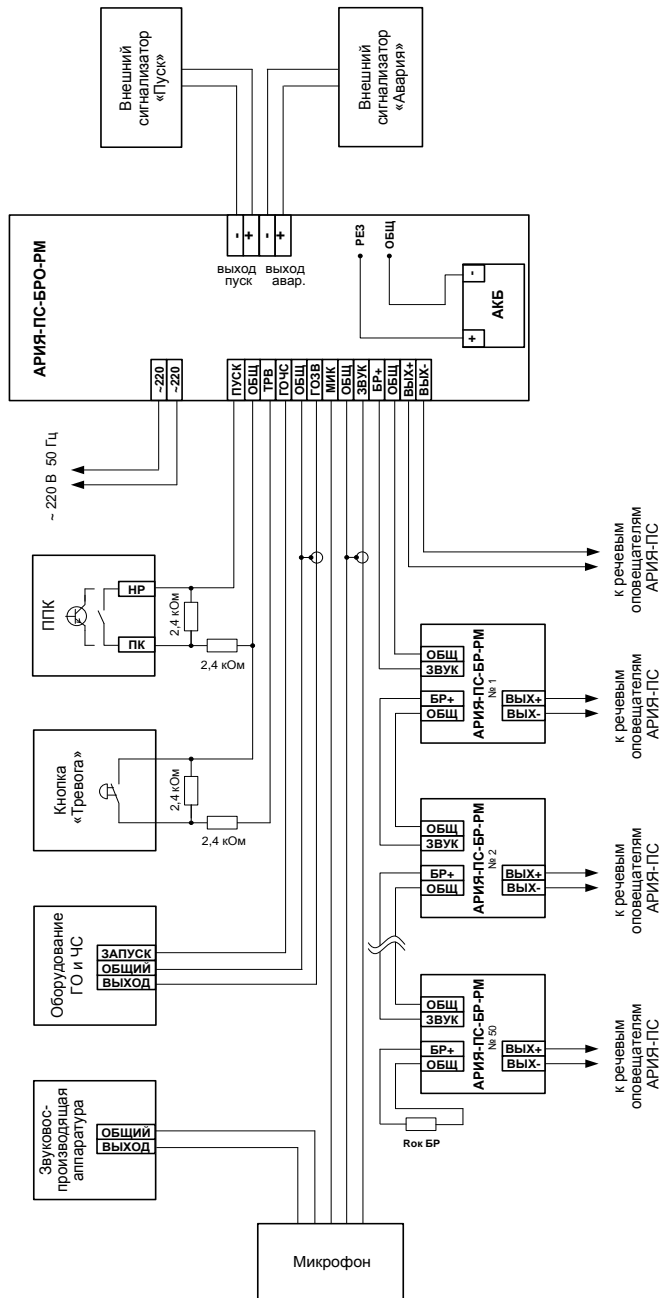 Внешний
сигнализатор
«Пуск»
Внешний
сигнализатор
«Авария»
АРИЯ-ПС-БРО-РМ
-
+
-
+
выход
пуск
выход
авар.
РЕЗ
ОБЩ
+
-
АКБ
~220
~220
ПУСК
ОБЩ
ТРВ
ГОЧС
ОБЩ
ГОЗВ
МИК
ОБЩ
ЗВУК
БР+
ОБЩ
ВЫХ+
ВЫХ-
~ 220 В 50 Гц
ППК
НР
ПК
2,4 кОм
2,4 кОм
Кнопка
«Тревога»
2,4 кОм
2,4 кОм
Оборудование
ГО и ЧС
ЗАПУСК
ОБЩИЙ
ВЫХОД
Звуковос-
производящая
аппаратура
ОБЩИЙ
ВЫХОД
Микрофон
к речевым
оповещателям
АРИЯ-ПС
ОБЩ
ЗВУК
БР+
ОБЩ
АРИЯ-ПС-БР-РМ
№ 1
ВЫХ+
ВЫХ-
к речевым
оповещателям
АРИЯ-ПС
ОБЩ
ЗВУК
БР+
ОБЩ
АРИЯ-ПС-БР-РМ
№ 2
ВЫХ+
ВЫХ-
к речевым
оповещателям
АРИЯ-ПС
ОБЩ
ЗВУК
БР+
ОБЩ
АРИЯ-ПС-БР-РМ
№ 50
ВЫХ+
ВЫХ-
к речевым
оповещателям
АРИЯ-ПС
Rок БР